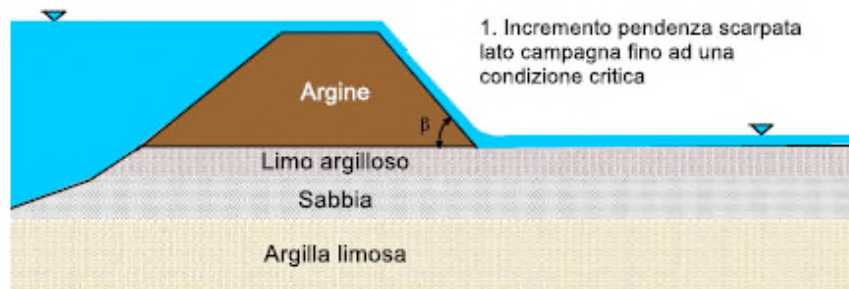 1. Incremento pendenza scarpata
lato campagna fino ad una
condizione critica
Argine
β
Limo argilloso
Sabbia
Argilla limosa